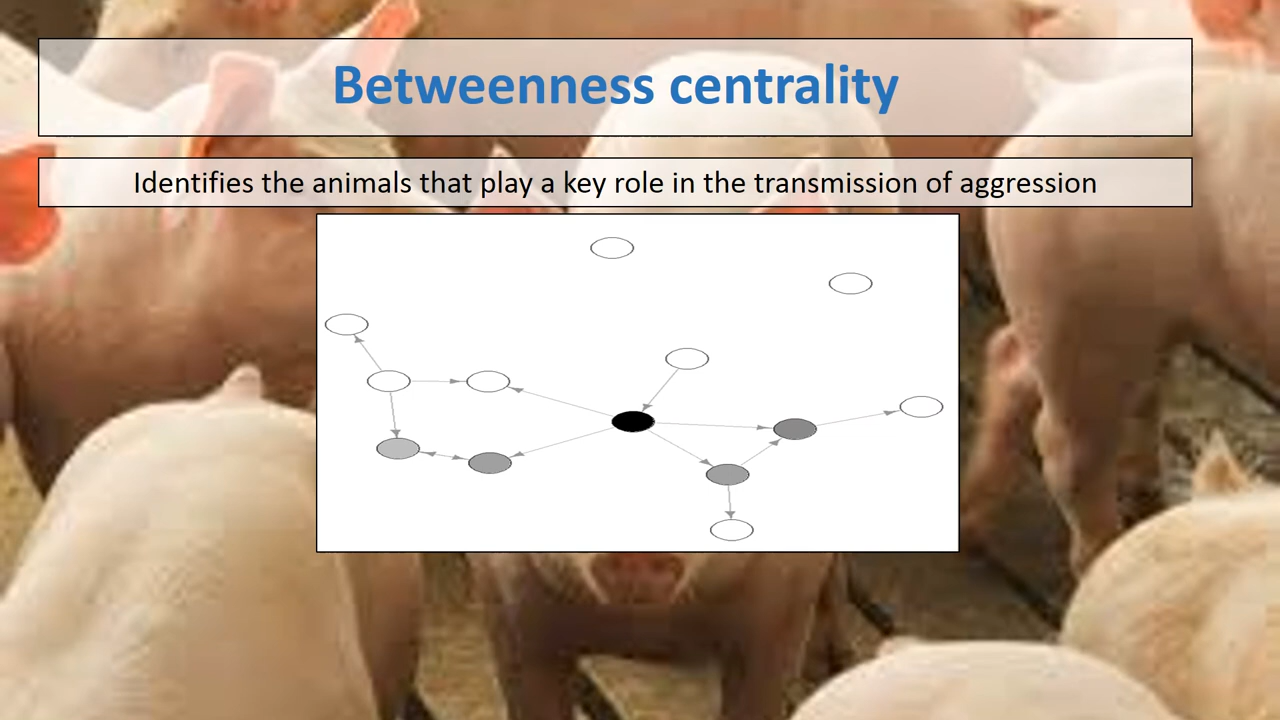 Betweenness centrality
Identifies the animals that play a key role in the transmission of aggression